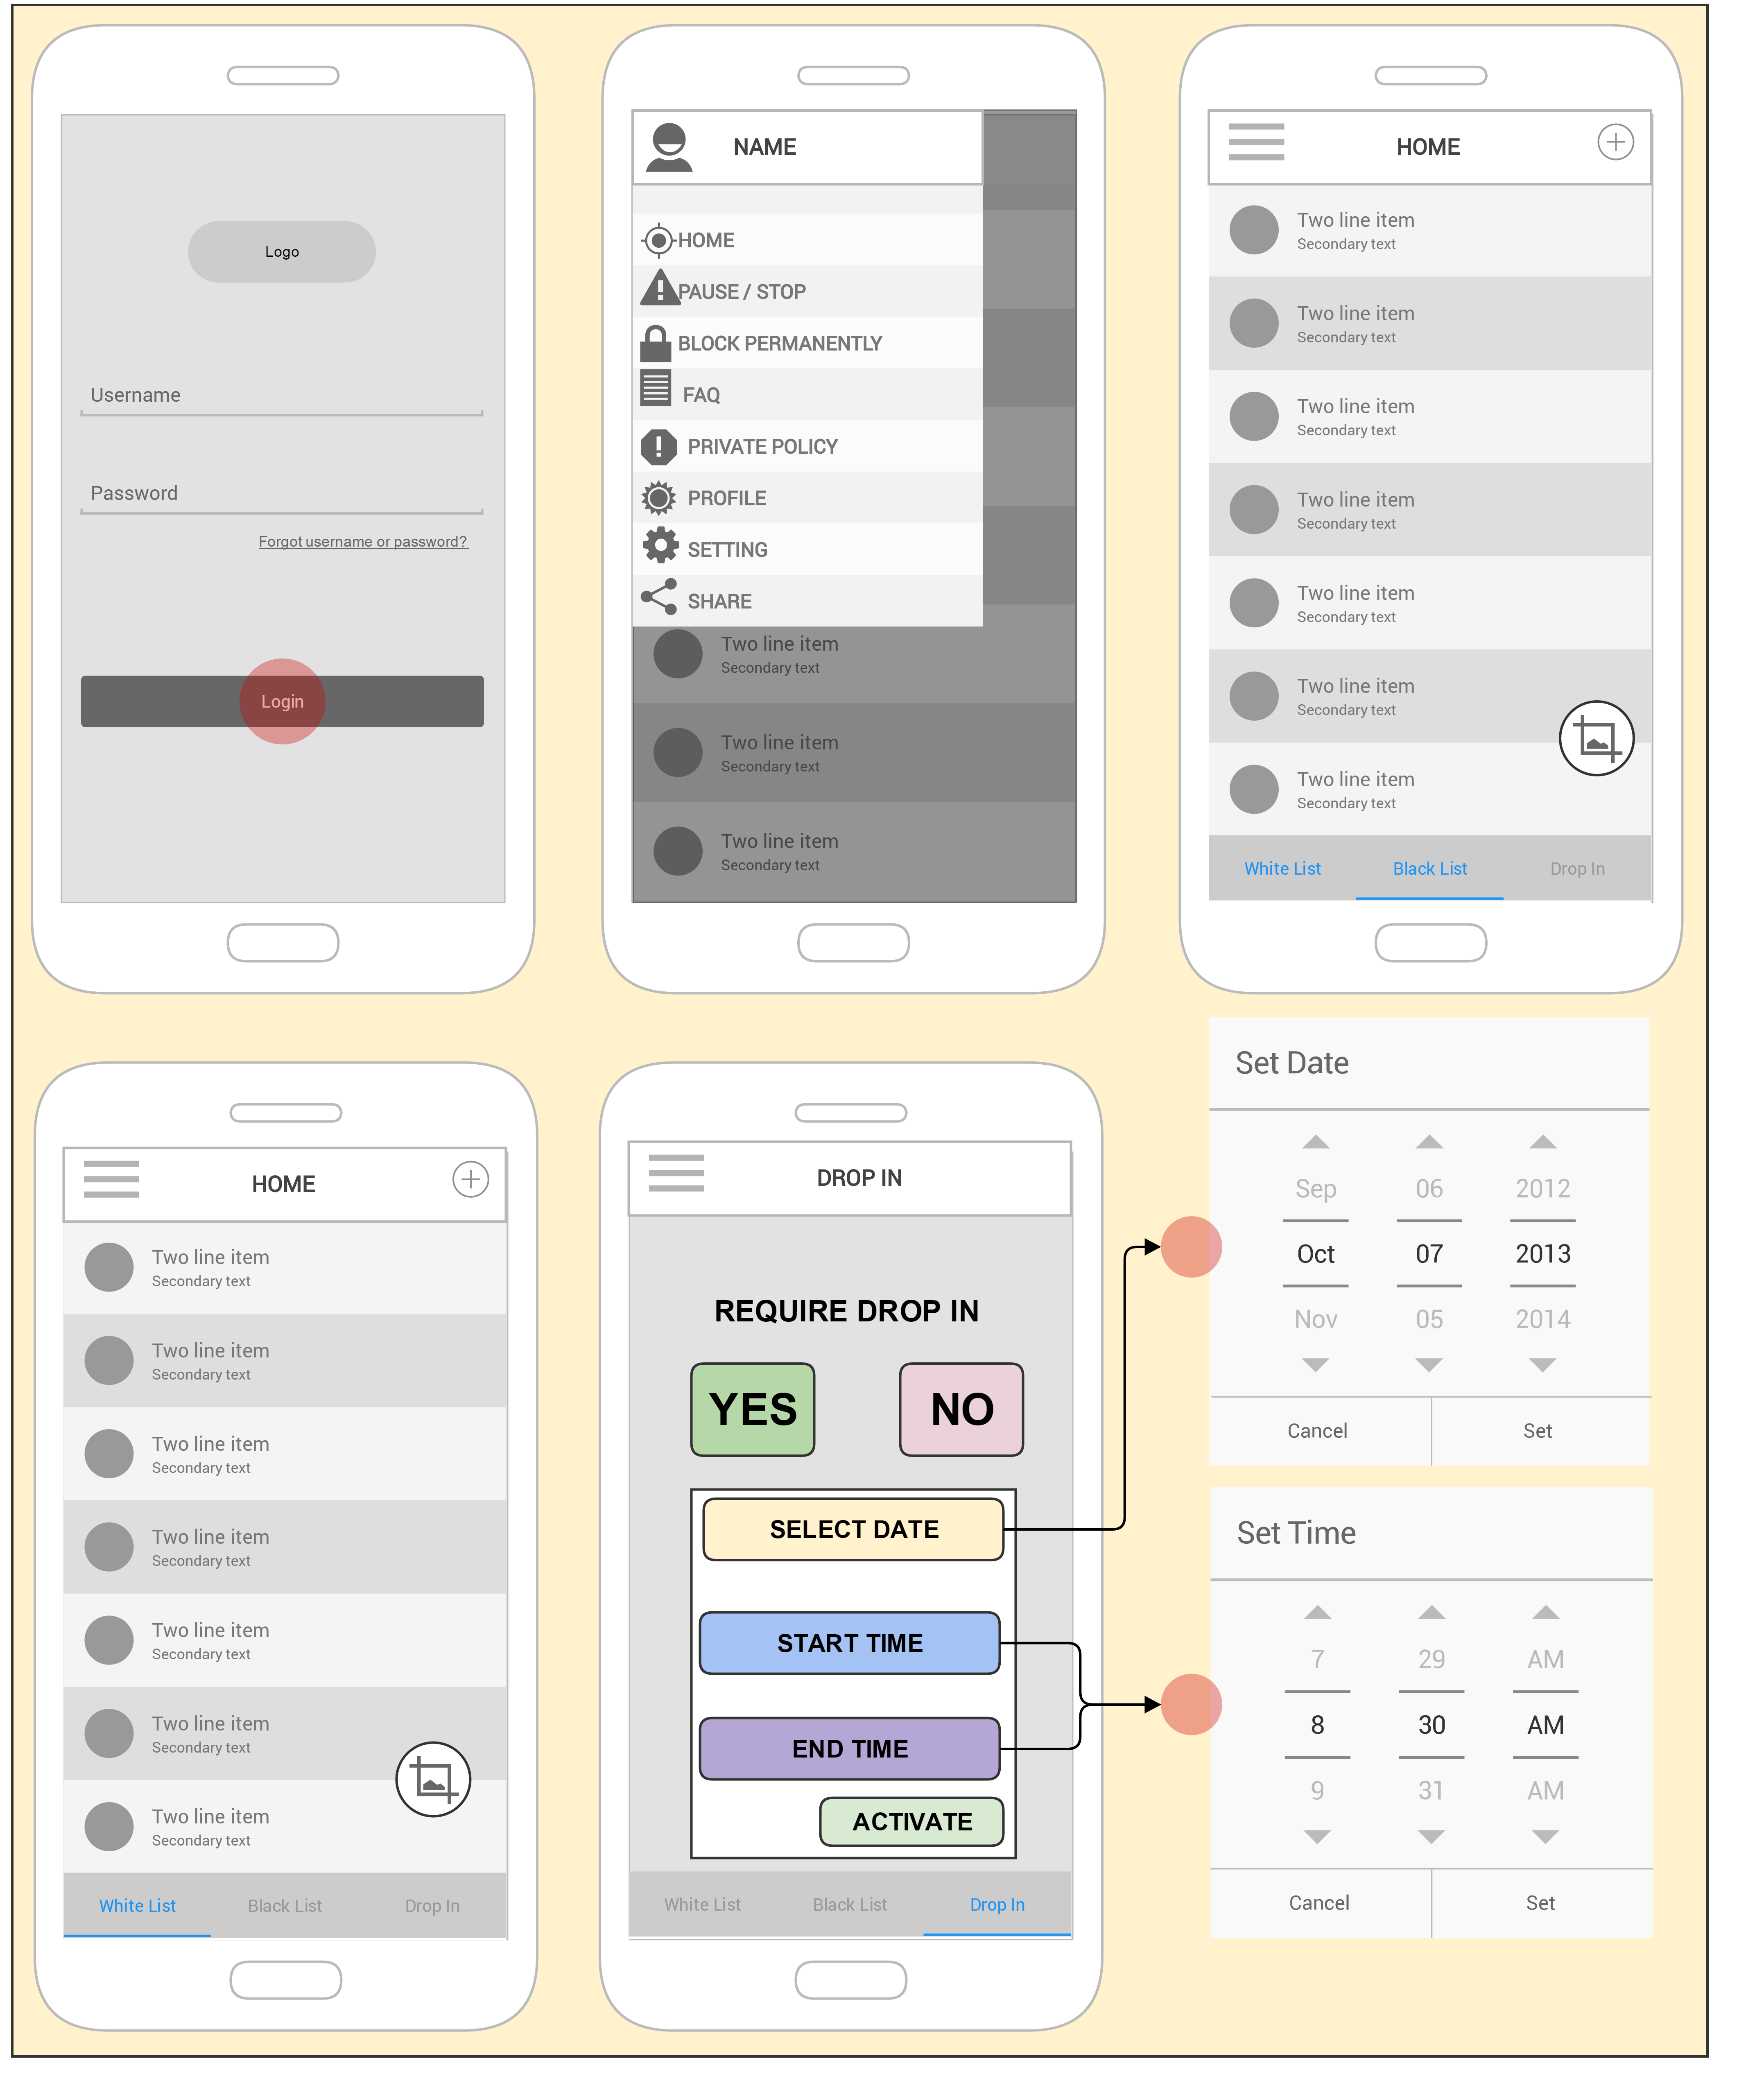 Logo
Username
Password
Forgot username or password?
Login
NAME
HOME
PAUSE / STOP
BLOCK PERMANENTLY
FAQ
PRIVATE POLICY
PROFILE
SETTING
SHARE
Two line item
Secondary text
Two line item
Secondary text
Two line item
Secondary text
HOME
Two line item
Secondary text
Two line item
Secondary text
Two line item
Secondary text
Two line item
Secondary text
Two line item
Secondary text
Two line item
Secondary text
Two line item
Secondary text
White List Black List Drop In
HOME
Two line item
Secondary text
Two line item
Secondary text
Two line item
Secondary text
Two line item
Secondary text
Two line item
Secondary text
Two line item
Secondary text
Two line item
Secondary text
White List Black List Drop In
DROP IN
REQUIRE DROP IN
YES NO
SELECT DATE
START TIME
END TIME
ACTIVATE
White List Black List Drop In
Set Date
Sep 06 2012
Oct 07 2013
Nov 05 2014
Cancel Set
Set Time
7 29 AM
8 30 AM
9 31 AM
Cancel Set